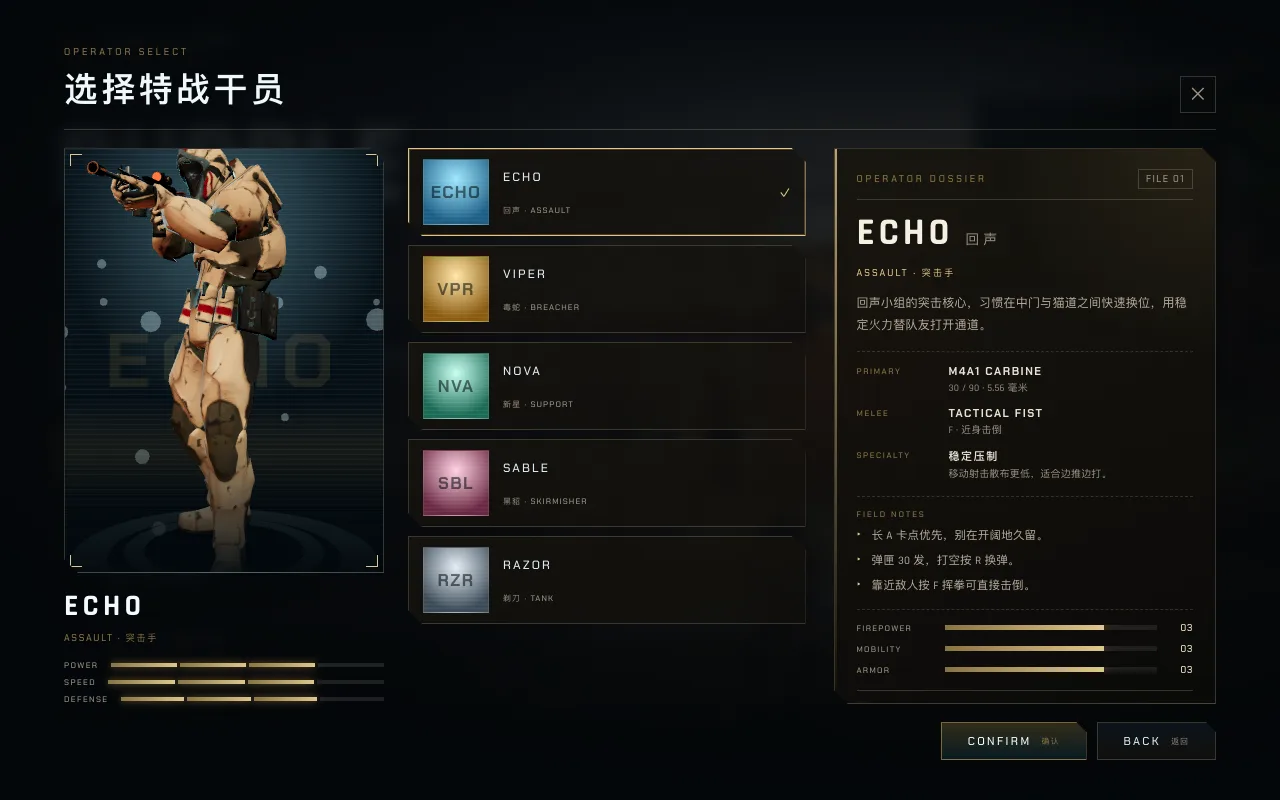 OPERATOR SELECT
选择特战干员
ECHO
ECHO
ASSAULT · 突击手
POWER
SPEED
DEFENSE
ECHO
ECHO
回声 · ASSAULT
VPR
VIPER
毒蛇 · BREACHER
NVA
NOVA
新星 · SUPPORT
SBL
SABLE
黑貂 · SKIRMISHER
RZR
RAZOR
剃刀 · TANK
OPERATOR DOSSIER
FILE 01
ECHO 回声
ASSAULT · 突击手
回声小组的突击核心，习惯在中门与猫道之间快速换位，用稳
定火力替队友打开通道。
PRIMARY
M4A1 CARBINE
30 / 90 · 5.56 毫米
MELEE
TACTICAL FIST
F · 近身击倒
SPECIALTY
稳定压制
移动射击散布更低，适合边推边打。
FIELD NOTES
• 长 A 卡点优先，别在开阔地久留。
• 弹匣 30 发，打空按 R 换弹。
• 靠近敌人按 F 挥拳可直接击倒。
FIREPOWER 03
MOBILITY 03
ARMOR 03
CONFIRM 确认
BACK 返回